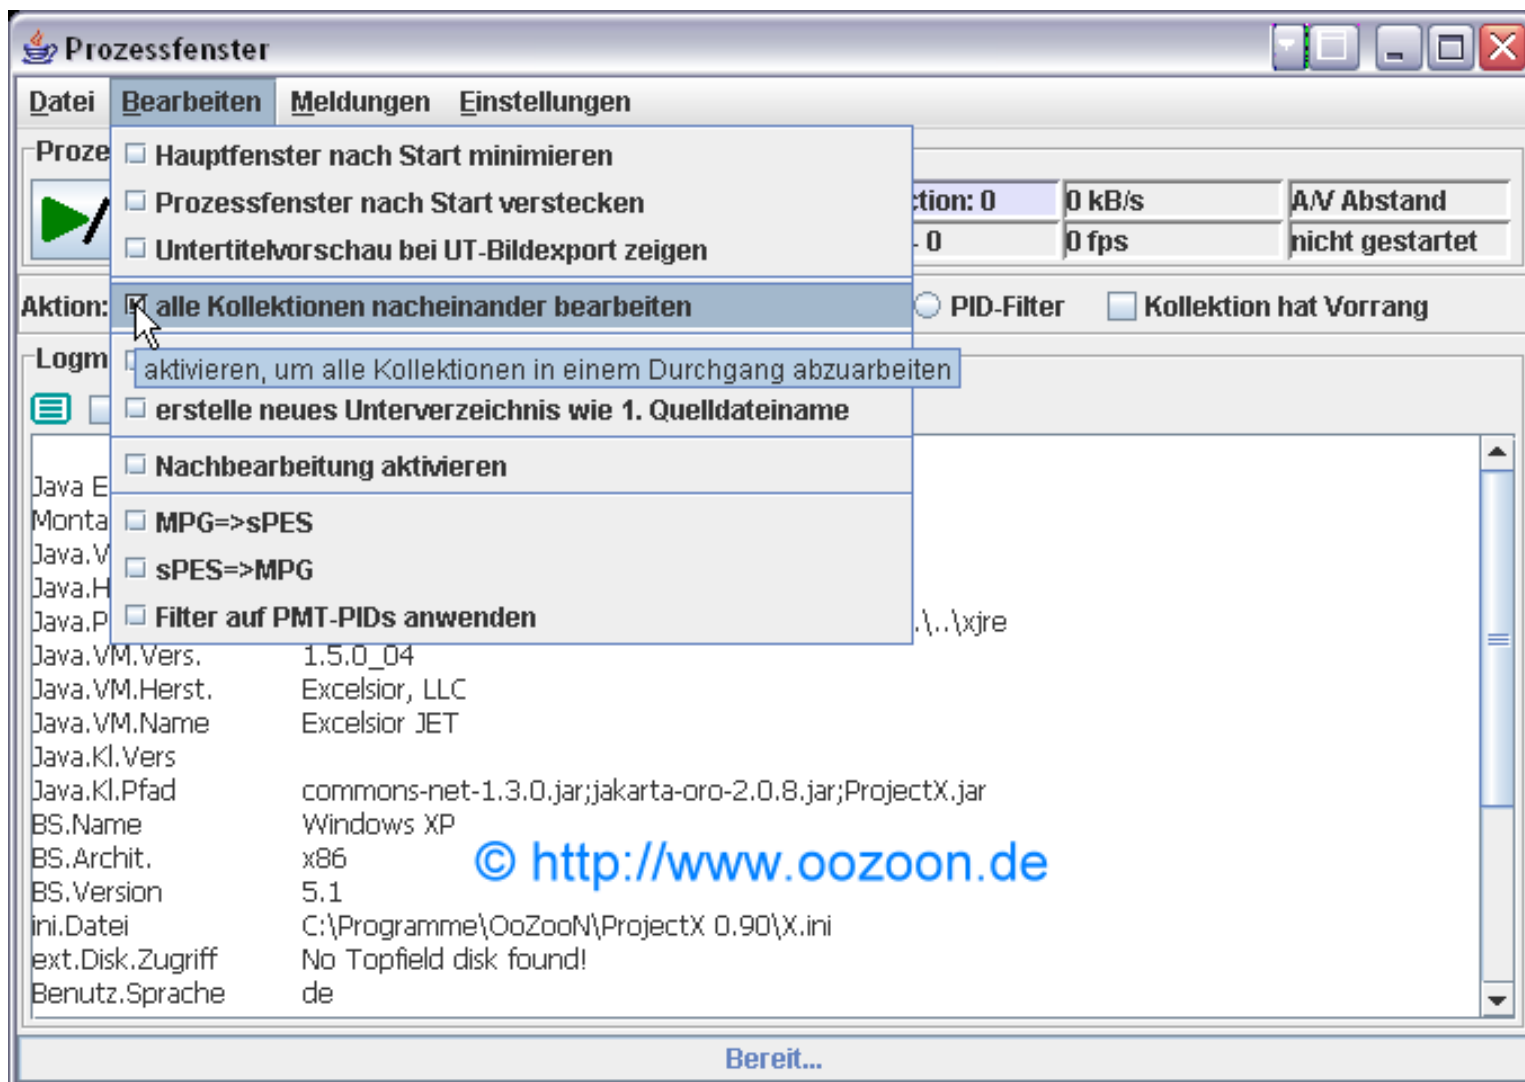 Prozessfenster
Datei Bearbeiten Meldungen Einstellungen
Proze
Hauptfenster nach Start minimieren
Prozessfenster nach Start verstecken
Untertitelvorschau bei UT-Bildexport zeigen
ction: 0 0 kB/s A/V Abstand
- 0 0 fps nicht gestartet
Aktion: alle Kollektionen nacheinander bearbeiten PID-Filter Kollektion hat Vorrang
Logm
aktivieren, um alle Kollektionen in einem Durchgang abzuarbeiten
erstelle neues Unterverzeichnis wie 1. Quelldateiname
Nachbearbeitung aktivieren
MPG=>sPES
sPES=>MPG
Filter auf PMT-PIDs anwenden
Java E
Monta
Java.V
Java.H
Java.P .\..\xjre
Java.VM.Vers. 1.5.0_04
Java.VM.Herst. Excelsior, LLC
Java.VM.Name Excelsior JET
Java.Kl.Vers
Java.Kl.Pfad commons-net-1.3.0.jar;jakarta-oro-2.0.8.jar;ProjectX.jar
BS.Name Windows XP
BS.Archit. x86
© http://www.oozoon.de
BS.Version 5.1
ini.Datei C:\Programme\OoZooN\ProjectX 0.90\X.ini
ext.Disk.Zugriff No Topfield disk found!
Benutz.Sprache de
Bereit...